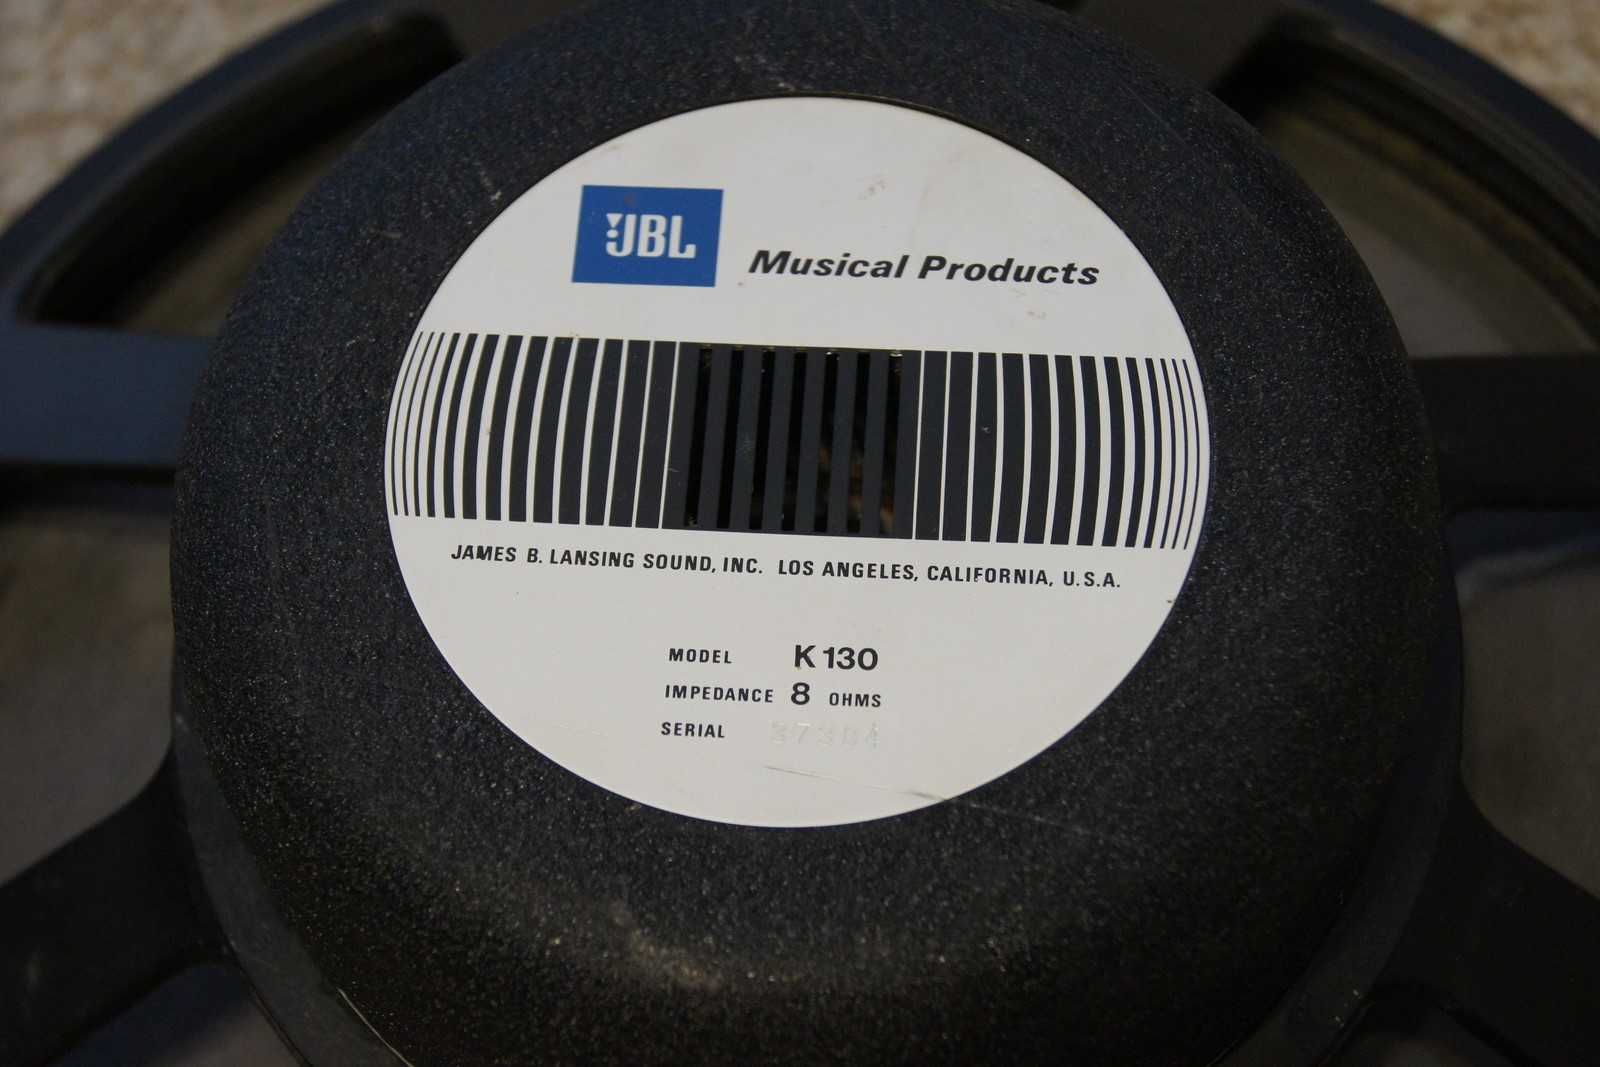 JBL
Musical Products
JAMES B. LANSING SOUND, INC. LOS ANGELES, CALIFORNIA, U.S.A.
MODEL K130
IMPEDANCE 8 OHMS
SERIAL